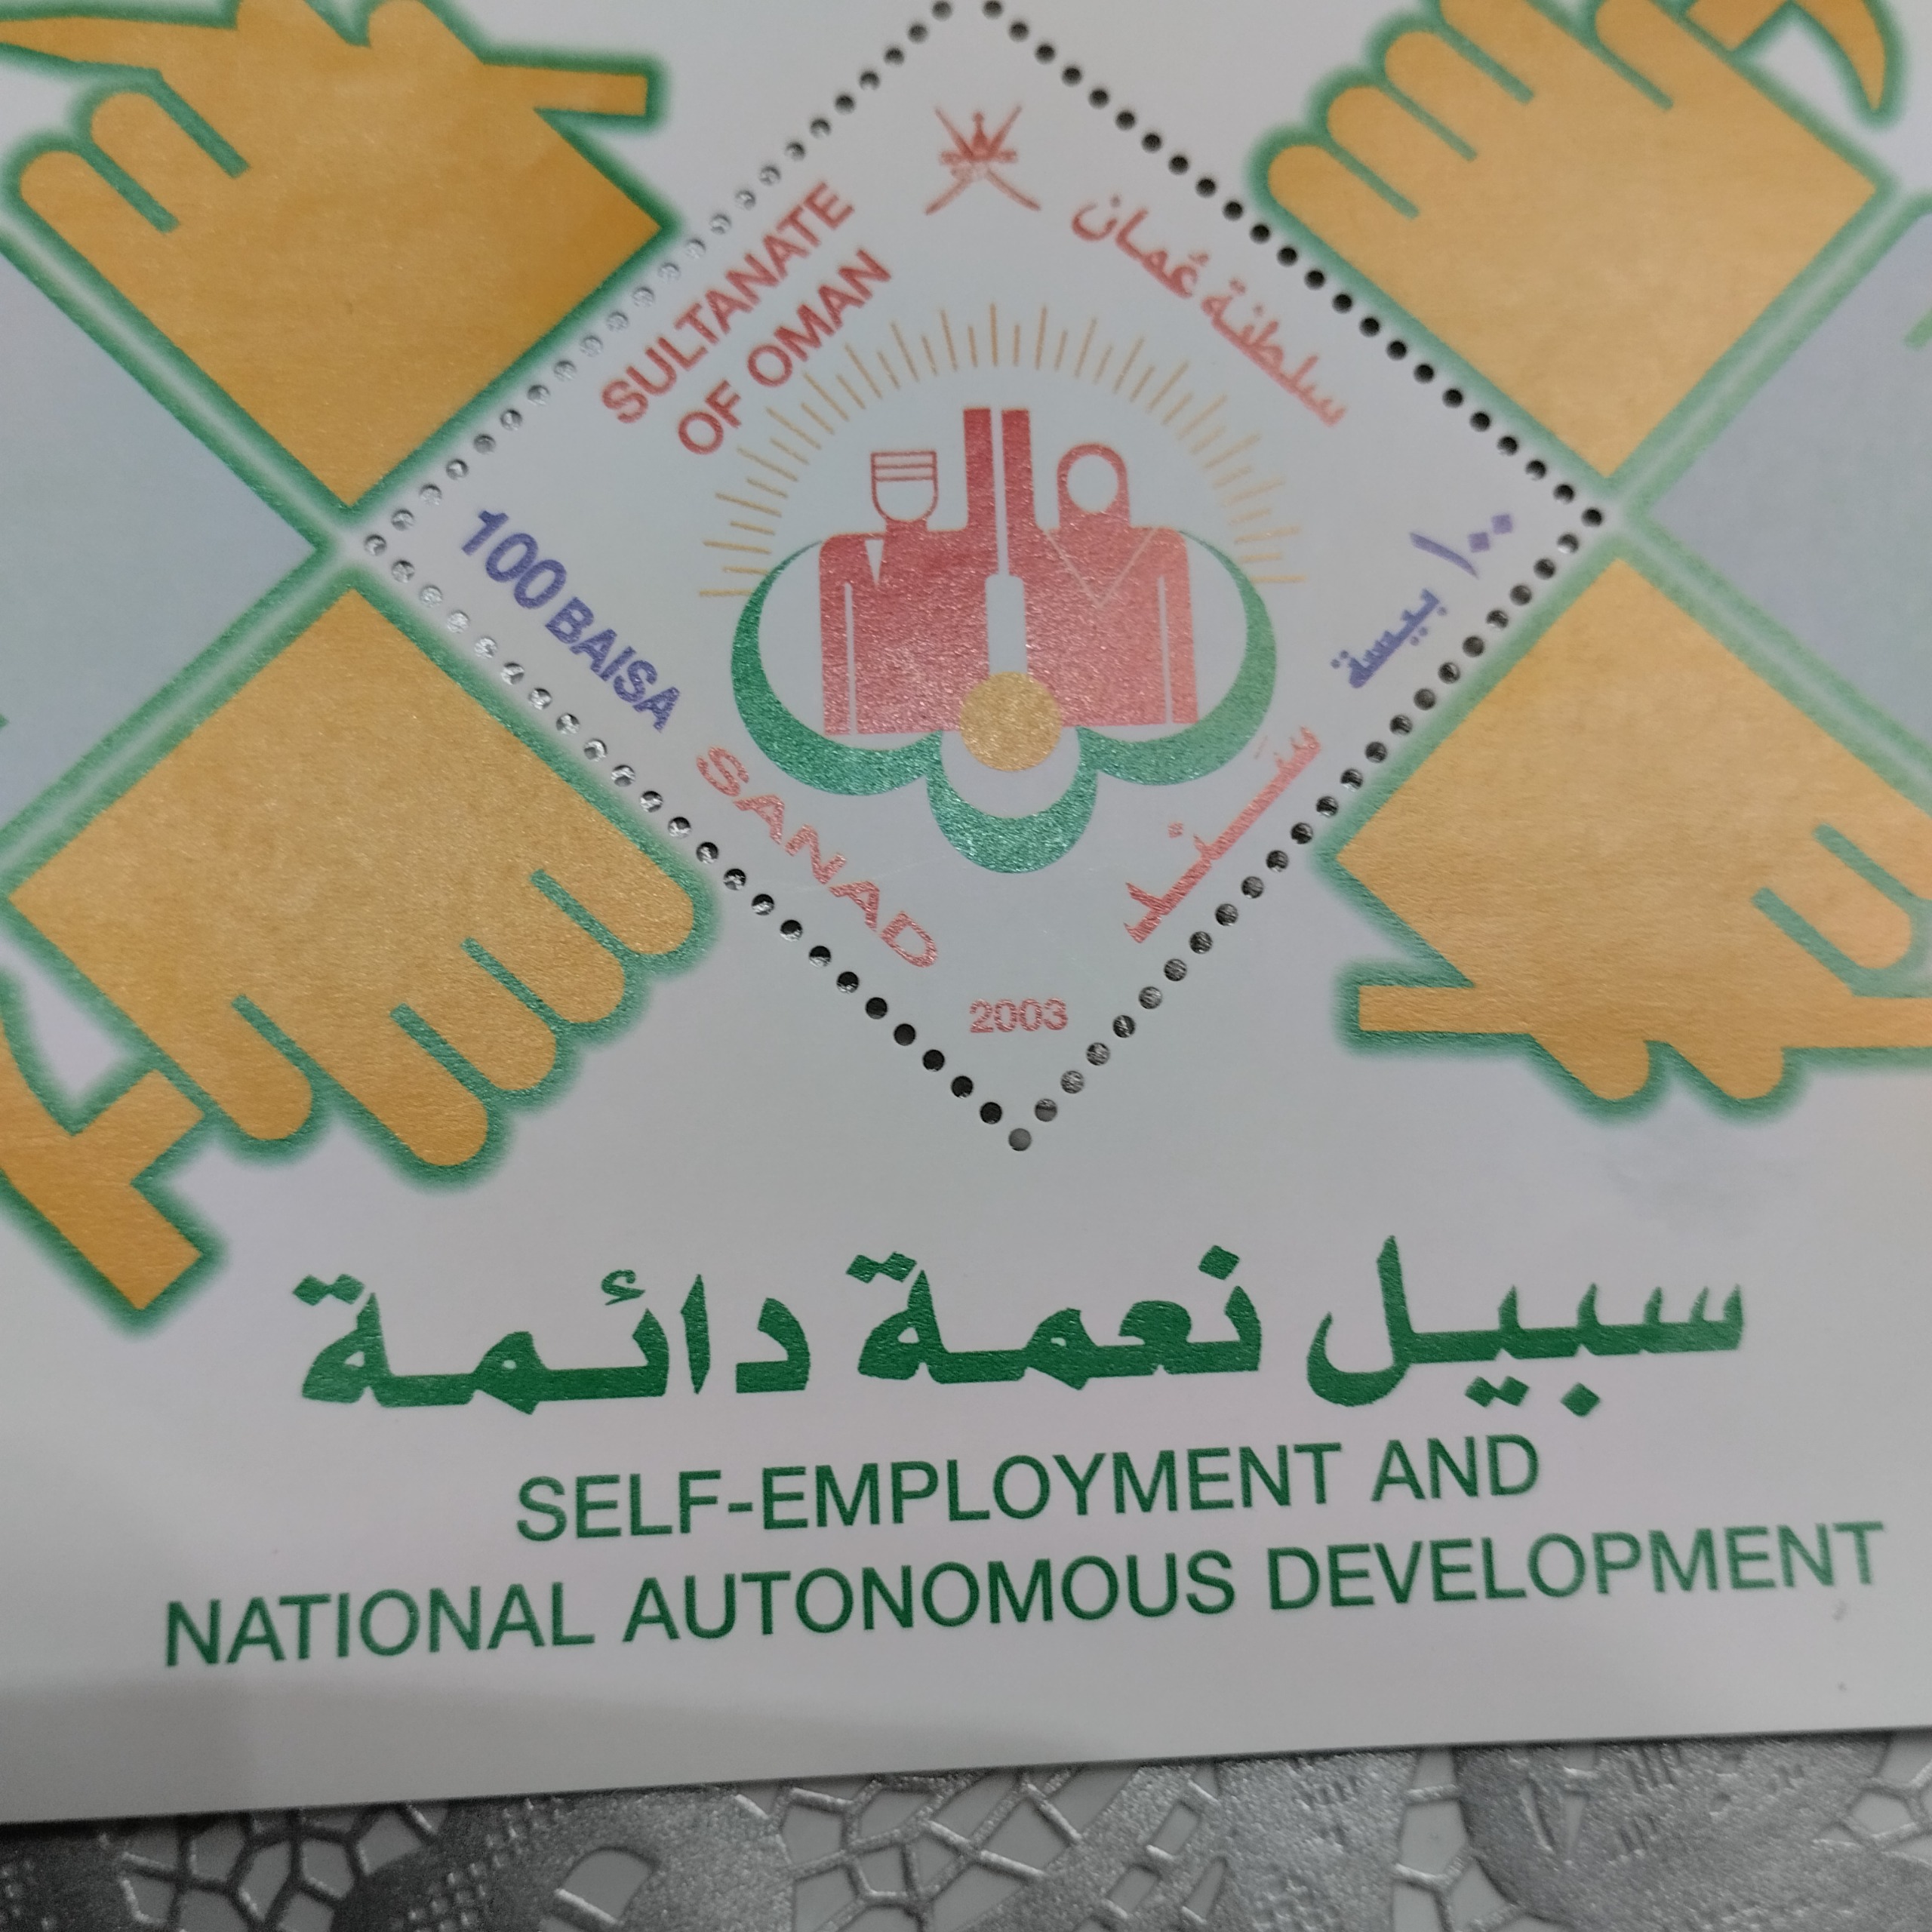 SULTANATE
OF OMAN
سلطنة عُمان
100 BAISA
١٠٠ بيسة
SANAD
سَـنـد
2003
سبيل نعمة دائمة
SELF-EMPLOYMENT AND
NATIONAL AUTONOMOUS DEVELOPMENT